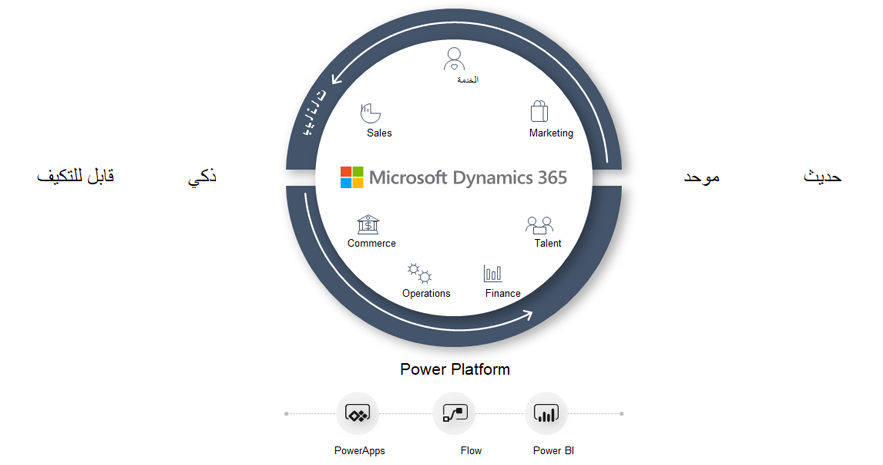 الخدمة
Sales
Marketing
حديث
موحد
Microsoft Dynamics 365
ذكي
قابل للتكيف
Commerce
Talent
Operations
Finance
Power Platform
PowerApps
Flow
Power BI